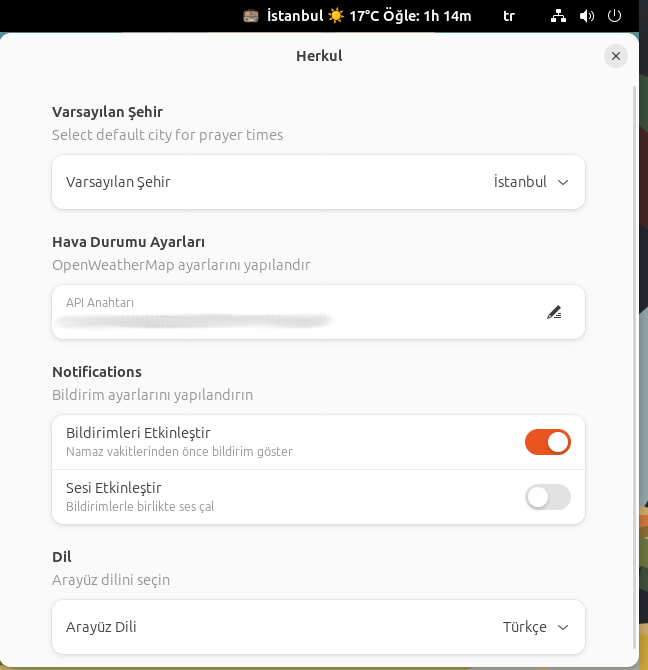 İstanbul ☀️ 17°C Öğle: 1h 14m tr
Herkul
Varsayılan Şehir
Select default city for prayer times
Varsayılan Şehir İstanbul
Hava Durumu Ayarları
OpenWeatherMap ayarlarını yapılandır
API Anahtarı
Notifications
Bildirim ayarlarını yapılandırın
Bildirimleri Etkinleştir
Namaz vakitlerinden önce bildirim göster
Sesi Etkinleştir
Bildirimlerle birlikte ses çal
Dil
Arayüz dilini seçin
Arayüz Dili Türkçe